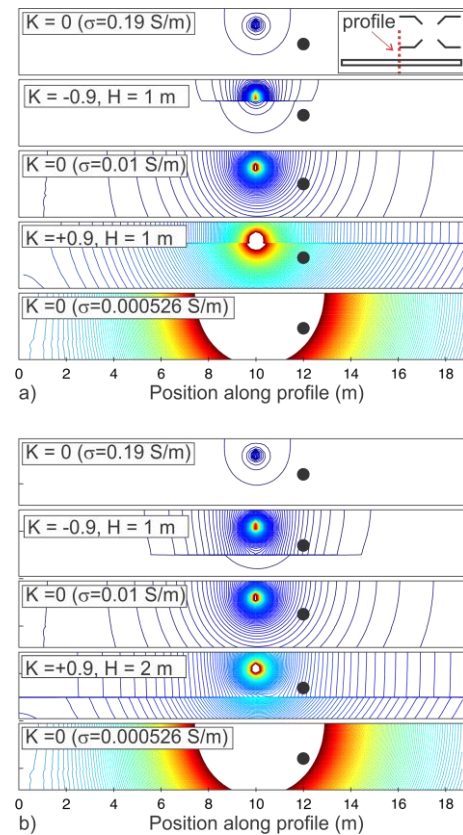 K = 0 (σ=0.19 S/m)
profile
K = -0.9, H = 1 m
K =0 (σ=0.01 S/m)
K =+0.9, H = 1 m
K =0 (σ=0.000526 S/m)
0 2 4 6 8 10 12 14 16 18
a) Position along profile (m)
K = 0 (σ=0.19 S/m)
K = -0.9, H = 1 m
K =0 (σ=0.01 S/m)
K =+0.9, H = 2 m
K =0 (σ=0.000526 S/m)
0 2 4 6 8 10 12 14 16 18
b) Position along profile (m)